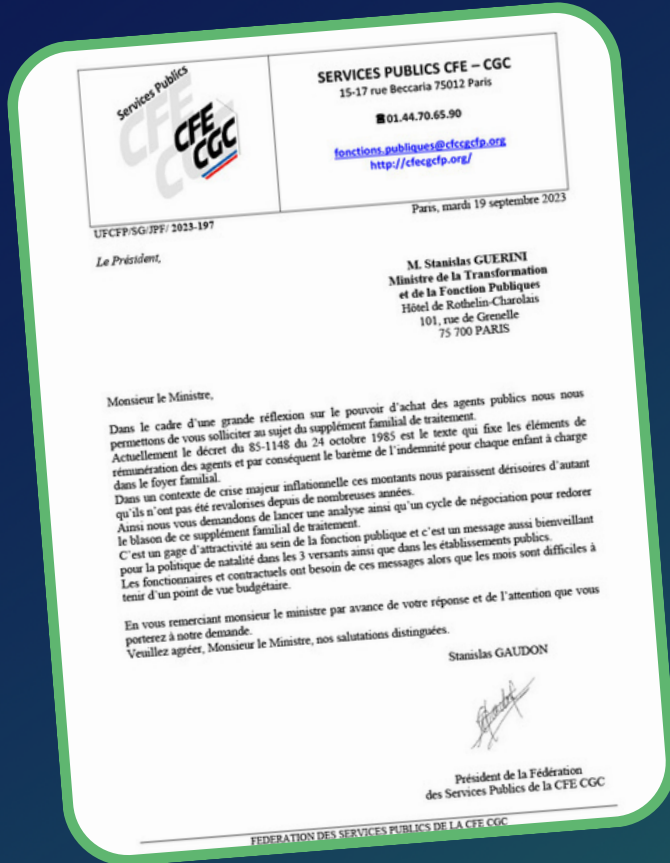 Services Publics
CFE
CGC
CFE
CGC
SERVICES PUBLICS CFE – CGC
15-17 rue Beccaria 75012 Paris
☎01.44.70.65.90
fonctions.publiques@cfecgcfp.org
http://cfecgcfp.org/
UFCFP/SG/JPF/ 2023-197
Paris, mardi 19 septembre 2023
Le Président,
M. Stanislas GUERINI
Ministre de la Transformation
et de la Fonction Publiques
Hôtel de Rothelin-Charolais
101, rue de Grenelle
75 700 PARIS
Monsieur le Ministre,
Dans le cadre d’une grande réflexion sur le pouvoir d’achat des agents publics nous nous
permettons de vous solliciter au sujet du supplément familial de traitement.
Actuellement le décret du 85-1148 du 24 octobre 1985 est le texte qui fixe les éléments de
rémunération des agents et par conséquent le barème de l’indemnité pour chaque enfant à charge
dans le foyer familial.
Dans un contexte de crise majeur inflationnelle ces montants nous paraissent dérisoires d’autant
qu’ils n’ont pas été revalorises depuis de nombreuses années.
Ainsi nous vous demandons de lancer une analyse ainsi qu’un cycle de négociation pour redorer
le blason de ce supplément familial de traitement.
C’est un gage d’attractivité au sein de la fonction publique et c’est un message aussi bienveillant
pour la politique de natalité dans les 3 versants ainsi que dans les établissements publics.
Les fonctionnaires et contractuels ont besoin de ces messages alors que les mois sont difficiles à
tenir d’un point de vue budgétaire.
En vous remerciant monsieur le ministre par avance de votre réponse et de l’attention que vous
porterez à notre demande.
Veuillez agréer, Monsieur le Ministre, nos salutations distinguées.
Stanislas GAUDON
Président de la Fédération
des Services Publics de la CFE CGC
FEDERATION DES SERVICES PUBLICS DE LA CFE CGC